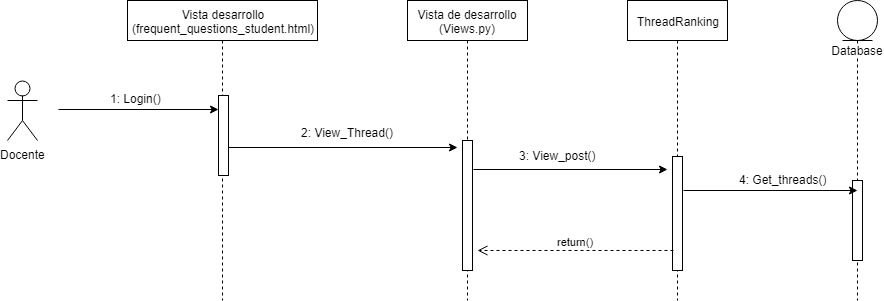 Vista desarrollo
(frequent_questions_student.html)
Vista de desarrollo
(Views.py)
ThreadRanking
Database
Docente
1: Login()
2: View_Thread()
3: View_post()
4: Get_threads()
return()